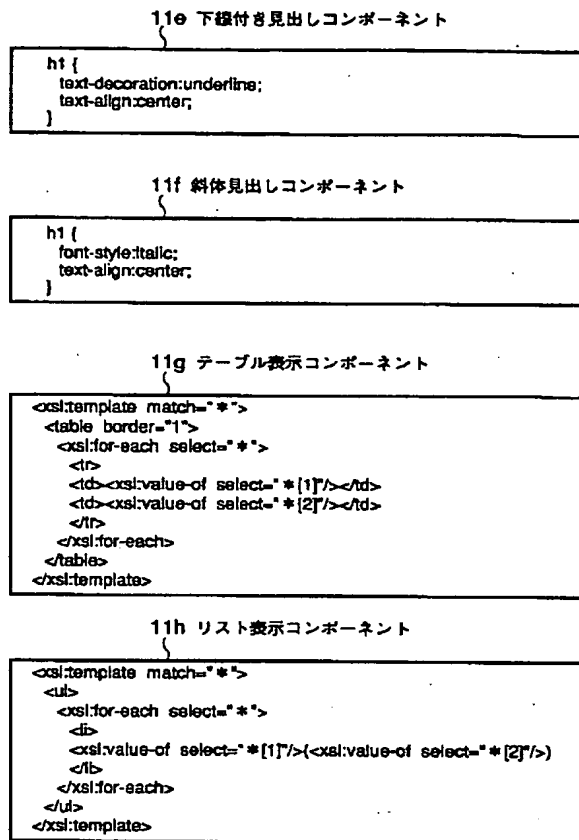 11e 下線付き見出しコンポーネント
h1 {
text-decoration:underline;
text-align:center;
}
11f 斜体見出しコンポーネント
h1 {
font-style:italic;
text-align:center;
}
11g テーブル表示コンポーネント
<xsl:template match="*">
<table border="1">
<xsl:for-each select="*">
<tr>
<td><xsl:value-of select="*[1]"/></td>
<td><xsl:value-of select="*[2]"/></td>
</tr>
</xsl:for-each>
</table>
</xsl:template>
11h リスト表示コンポーネント
<xsl:template match="*">
<ul>
<xsl:for-each select="*">
<li>
<xsl:value-of select="*[1]"/>(<xsl:value-of select="*[2]"/>)
</li>
</xsl:for-each>
</ul>
</xsl:template>